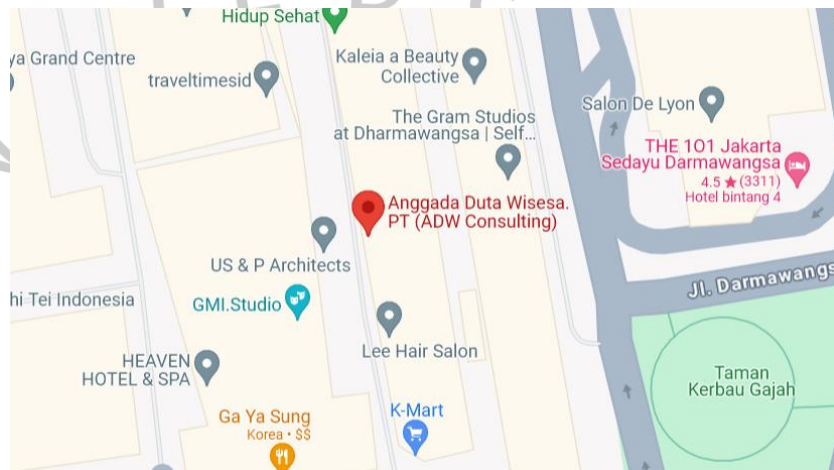 Hidup Sehat
ya Grand Centre
traveltimesid
Kaleia a Beauty
Collective
The Gram Studios
at Dharmawangsa | Self...
Salon De Lyon
THE 1O1 Jakarta
Sedayu Darmawangsa
4.5 ★ (3311)
Hotel bintang 4
Anggada Duta Wisesa.
PT (ADW Consulting)
US & P Architects
hi Tei Indonesia
GMI.Studio
Jl. Darmawangs
Lee Hair Salon
HEAVEN
HOTEL & SPA
Taman
Kerbau Gajah
Ga Ya Sung
Korea • $$
K-Mart